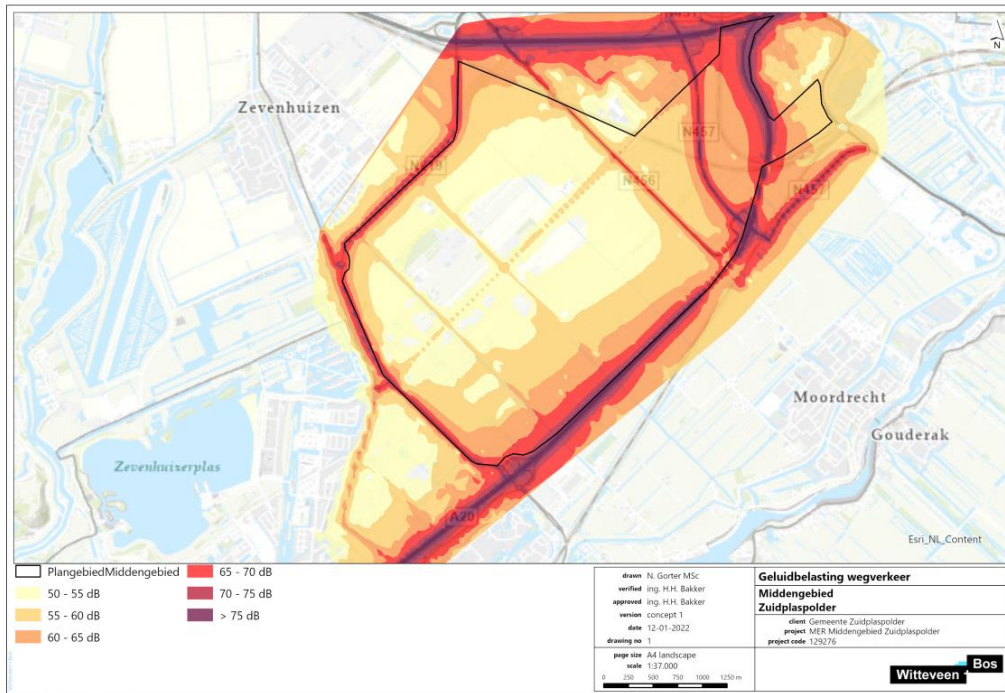 N457
N
Zevenhuizen
N457
N219
N456
N457
Moordrecht
Gouderak
Zevenhuizerplas
A20
Esri_NL_Content
PlangebiedMiddengebied
50 - 55 dB
55 - 60 dB
60 - 65 dB
65 - 70 dB
70 - 75 dB
> 75 dB
drawn N. Gorter MSc
verified ing. H.H. Bakker
approved ing. H.H. Bakker
version concept 1
date 12-01-2022
drawing no 1
page size A4 landscape
scale 1:37.000
0 250 500 750 1000 1250 m
Geluidbelasting wegverkeer
Middengebied
Zuidplaspolder
client Gemeente Zuidplaspolder
project MER Middengebied Zuidplaspolder
project code 129276
Witteveen + Bos